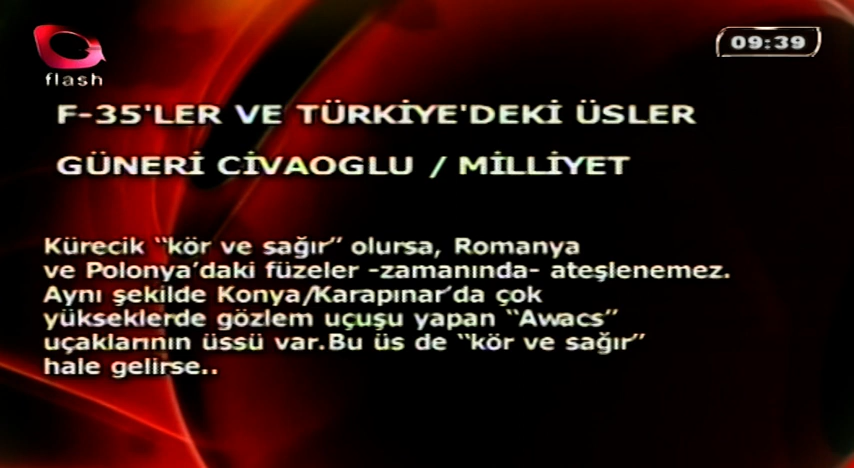 flash
09:39
F-35'LER VE TÜRKİYE'DEKİ ÜSLER
GÜNERİ CİVAOGLU / MİLLİYET
Kürecik “kör ve sağır” olursa, Romanya
ve Polonya’daki füzeler -zamanında- ateşlenemez.
Aynı şekilde Konya/Karapınar’da çok
yükseklerde gözlem uçuşu yapan “Awacs”
uçaklarının üssü var.Bu üs de “kör ve sağır”
hale gelirse..